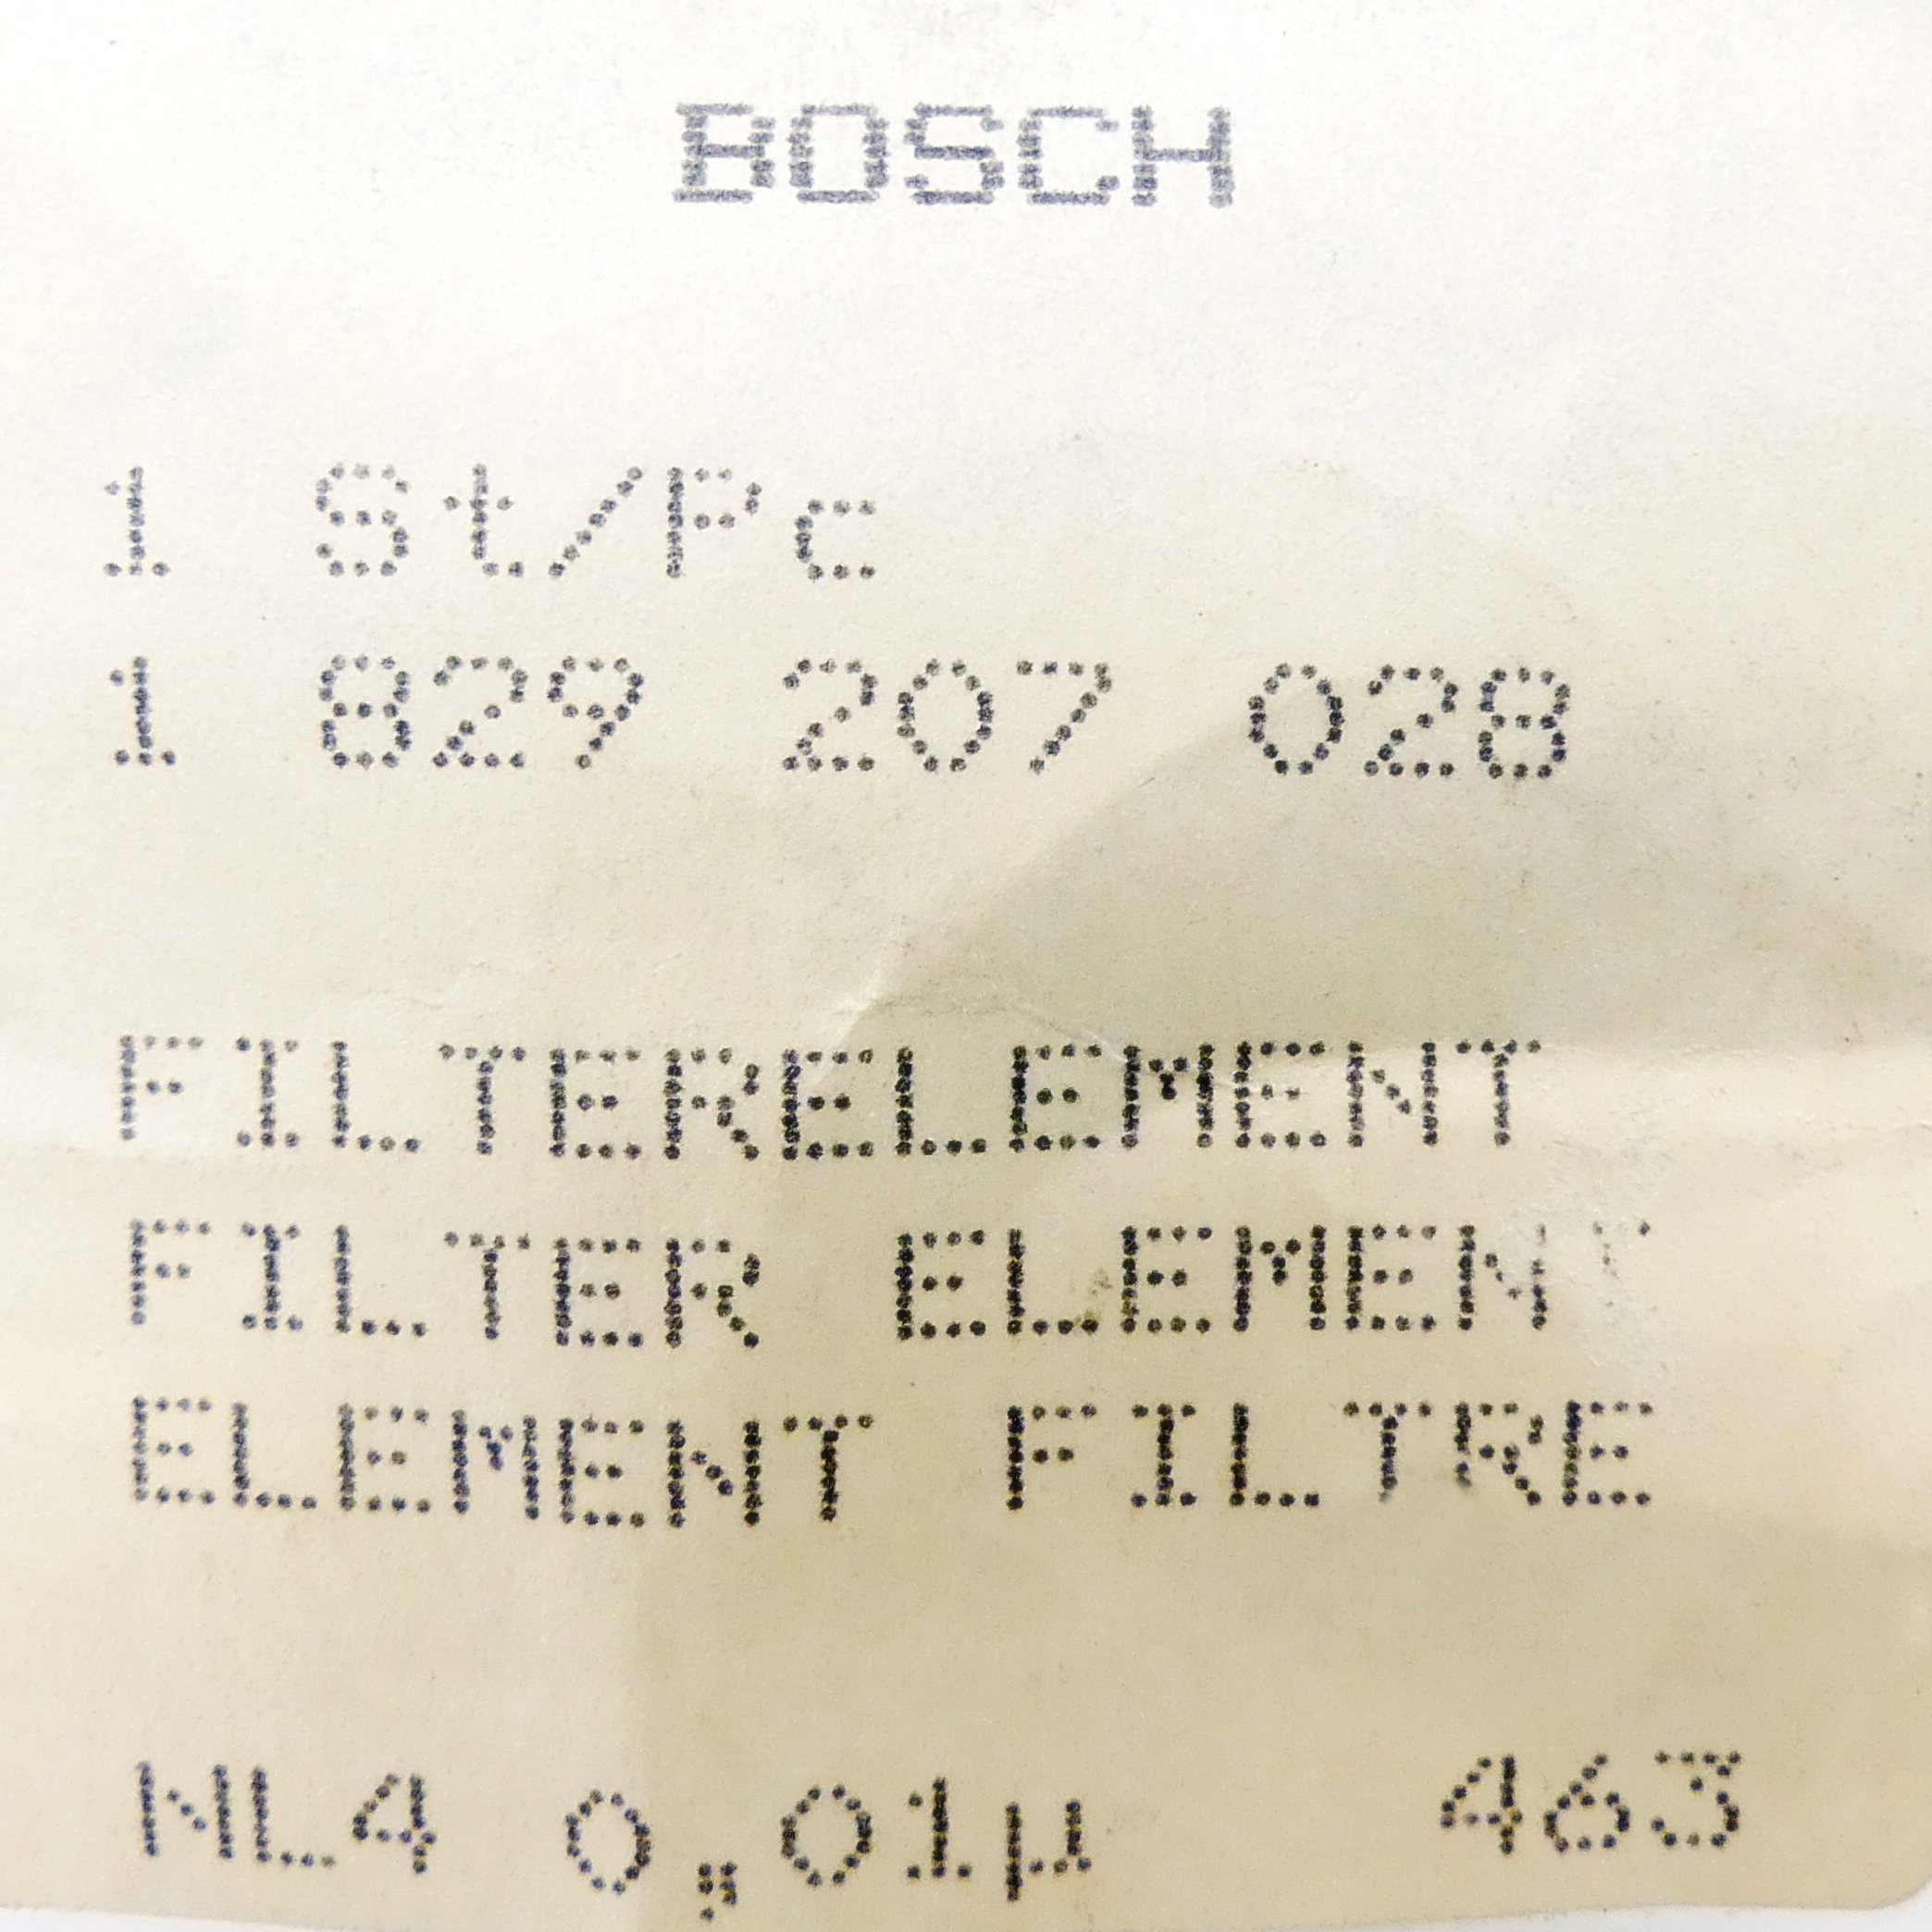 BOSCH
1 St/Pc
1 829 207 028
FILTERELEMENT
FILTER ELEMENT
ELEMENT FILTRE
NL4 0,01µ 463